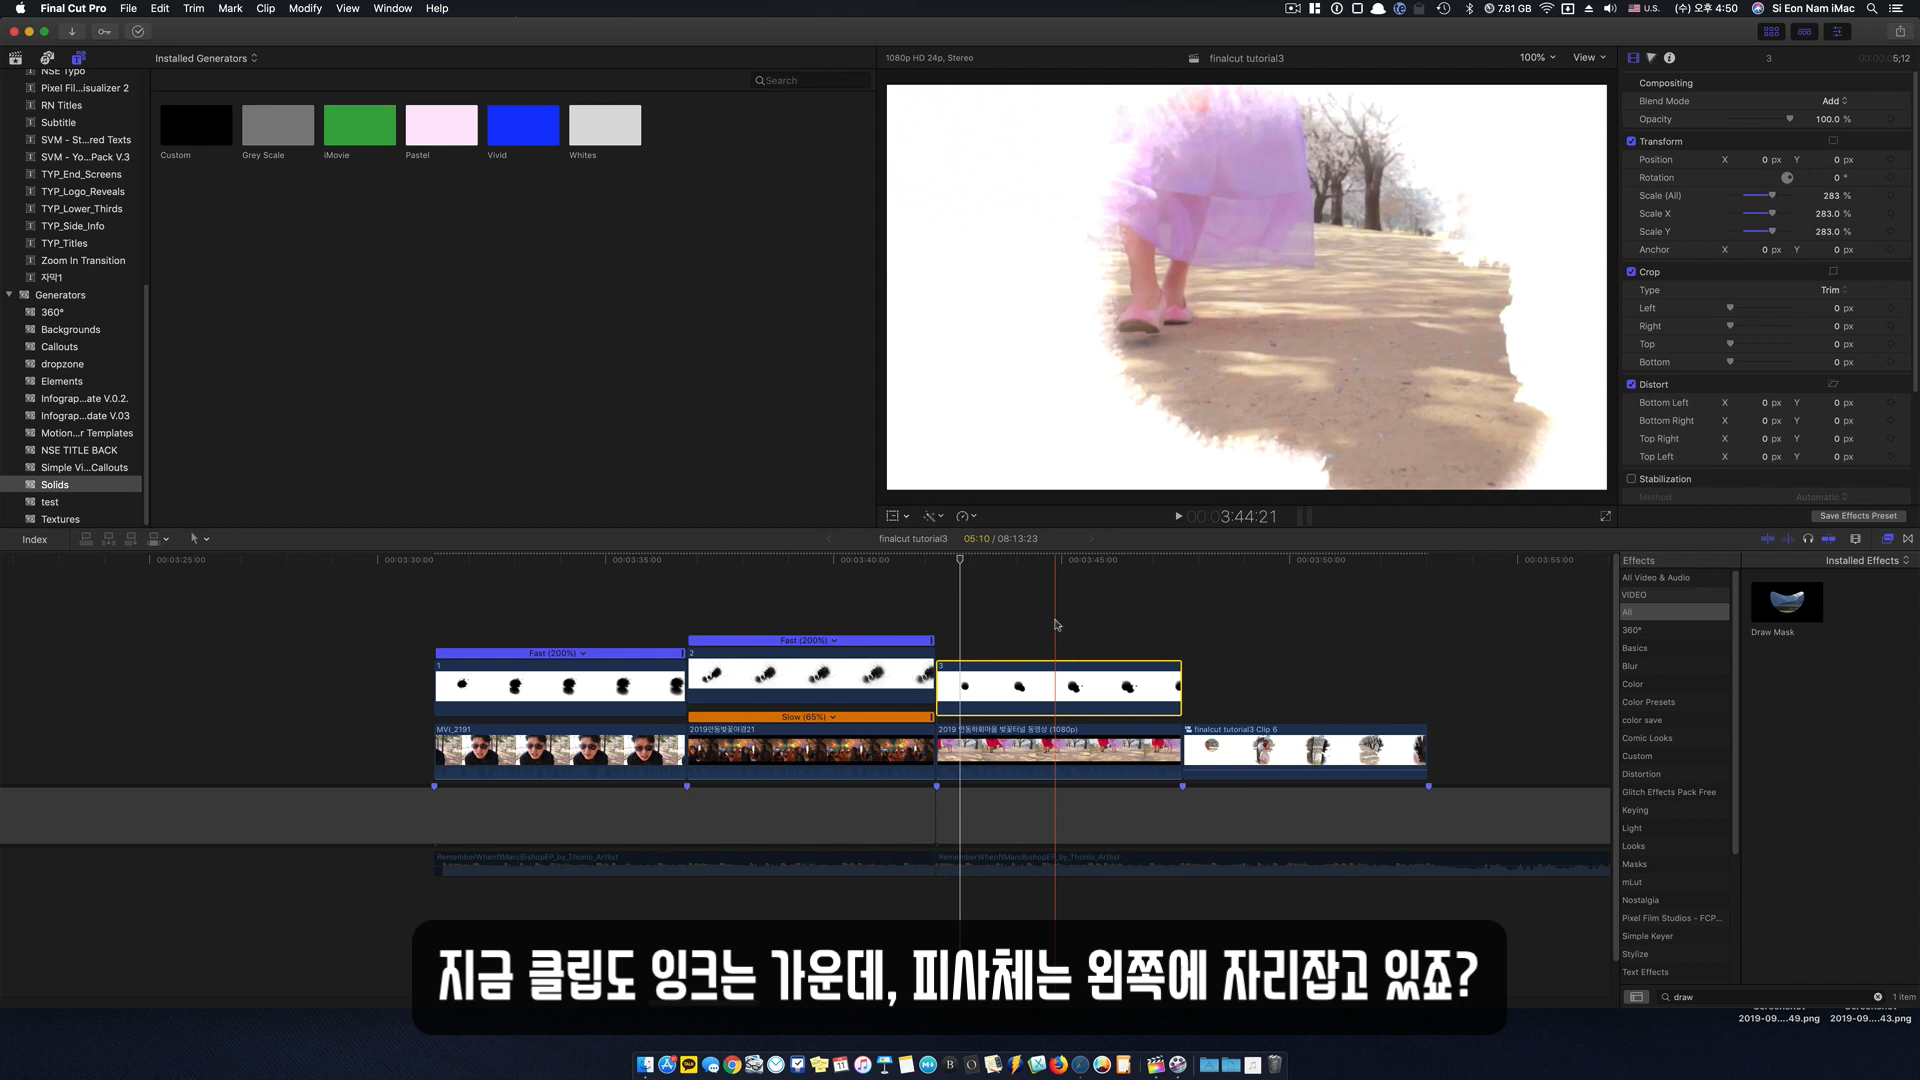 Final Cut Pro File Edit Trim Mark Clip Modify View Window Help
7.81 GB U.S. (수) 오후 4:50 Si Eon Nam iMac
Installed Generators
Search
NSE Typo
Pixel Fil...isualizer 2
RN Titles
Subtitle
SVM - St...red Texts
SVM - Yo...Pack V.3
TYP_End_Screens
TYP_Logo_Reveals
TYP_Lower_Thirds
TYP_Side_Info
TYP_Titles
Zoom In Transition
자막1
Generators
360°
Backgrounds
Callouts
dropzone
Elements
Infograp...ate V.0.2.
Infograp...date V.03
Motion...r Templates
NSE TITLE BACK
Simple Vi...Callouts
Solids
test
Textures
Custom
Grey Scale
iMovie
Pastel
Vivid
Whites
1080p HD 24p, Stereo
finalcut tutorial3
100%
View
00:03:44:21
3
5;12
Compositing
Blend Mode Add
Opacity 100.0 %
Transform
Position X 0 px Y 0 px
Rotation 0 °
Scale (All) 283 %
Scale X 283.0 %
Scale Y 283.0 %
Anchor X 0 px Y 0 px
Crop
Type Trim
Left 0 px
Right 0 px
Top 0 px
Bottom 0 px
Distort
Bottom Left X 0 px Y 0 px
Bottom Right X 0 px Y 0 px
Top Right X 0 px Y 0 px
Top Left X 0 px Y 0 px
Stabilization
Method Automatic
Save Effects Preset
Index
finalcut tutorial3 05:10 / 08:13:23
00:03:25:00 00:03:30:00 00:03:35:00 00:03:40:00 00:03:45:00 00:03:50:00 00:03:55:00
Fast (200%)
Fast (200%)
1
2
3
Slow (65%)
MVI_2191
2019안동벚꽃야경21
2019 안동하회마을 벚꽃터널 동영상 (1080p)
finalcut tutorial3 Clip 6
RememberWhenftMarcBishopEP_by_Thomo_Artlist
RememberWhenftMarcBishopEP_by_Thomo_Artlist
Effects
Installed Effects
All Video & Audio
VIDEO
All
360°
Basics
Blur
Color
Color Presets
color save
Comic Looks
Custom
Distortion
Glitch Effects Pack Free
Keying
Light
Looks
Masks
mLut
Nostalgia
Pixel Film Studios - FCP...
Simple Keyer
Stylize
Text Effects
Draw Mask
draw
1 item
지금 클립도 잉크는 가운데, 피사체는 왼쪽에 자리잡고 있죠?
2019-09....49.png 2019-09....43.png